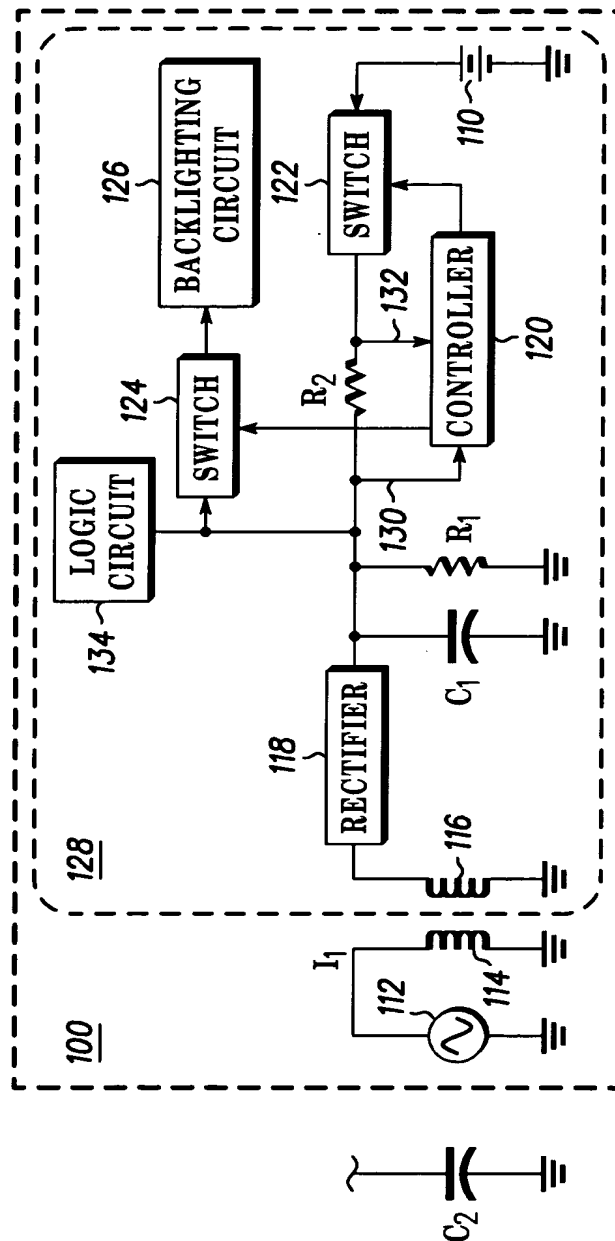 100
128
134
LOGIC
CIRCUIT
124
SWITCH
126
BACKLIGHTING
CIRCUIT
I1
112
114
116
118
RECTIFIER
C1
R1
130
R2
132
CONTROLLER
120
122
SWITCH
110
C2